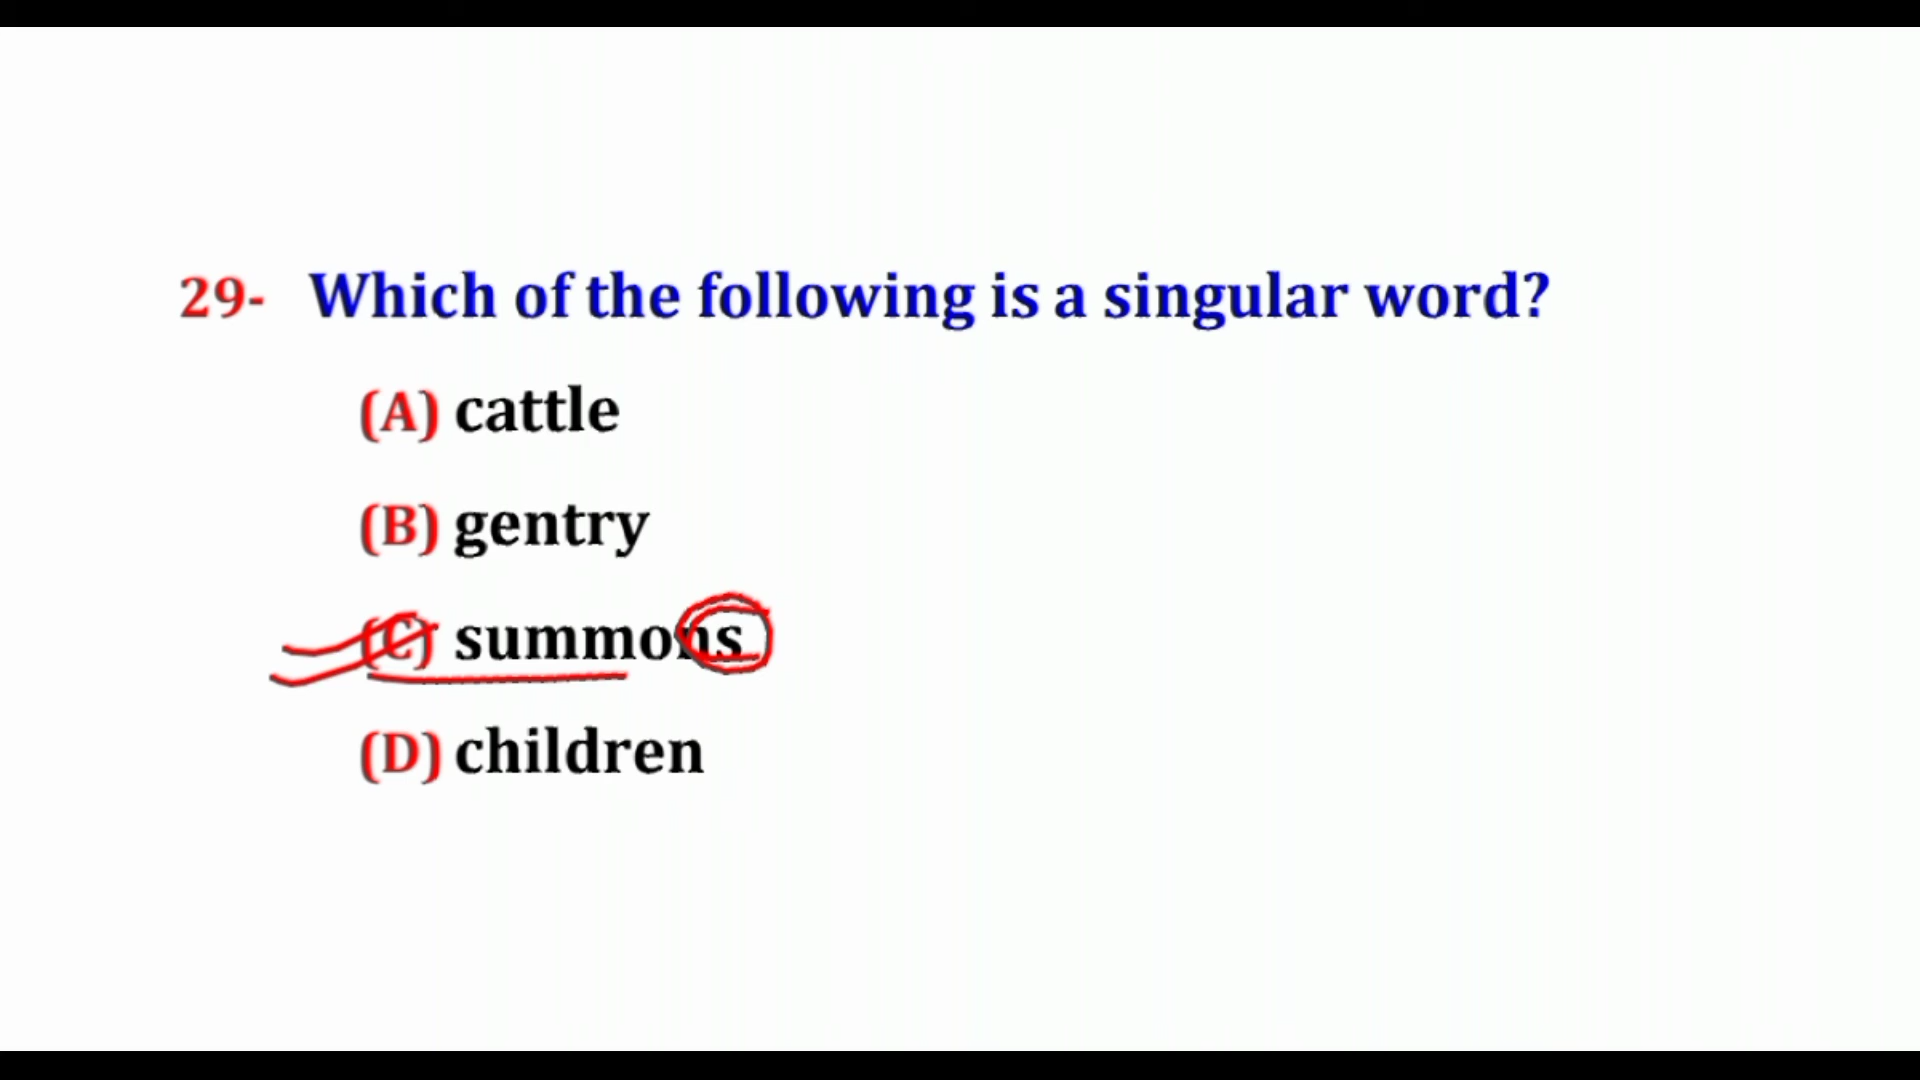 29- Which of the following is a singular word?
(A) cattle
(B) gentry
(C) summons
(D) children